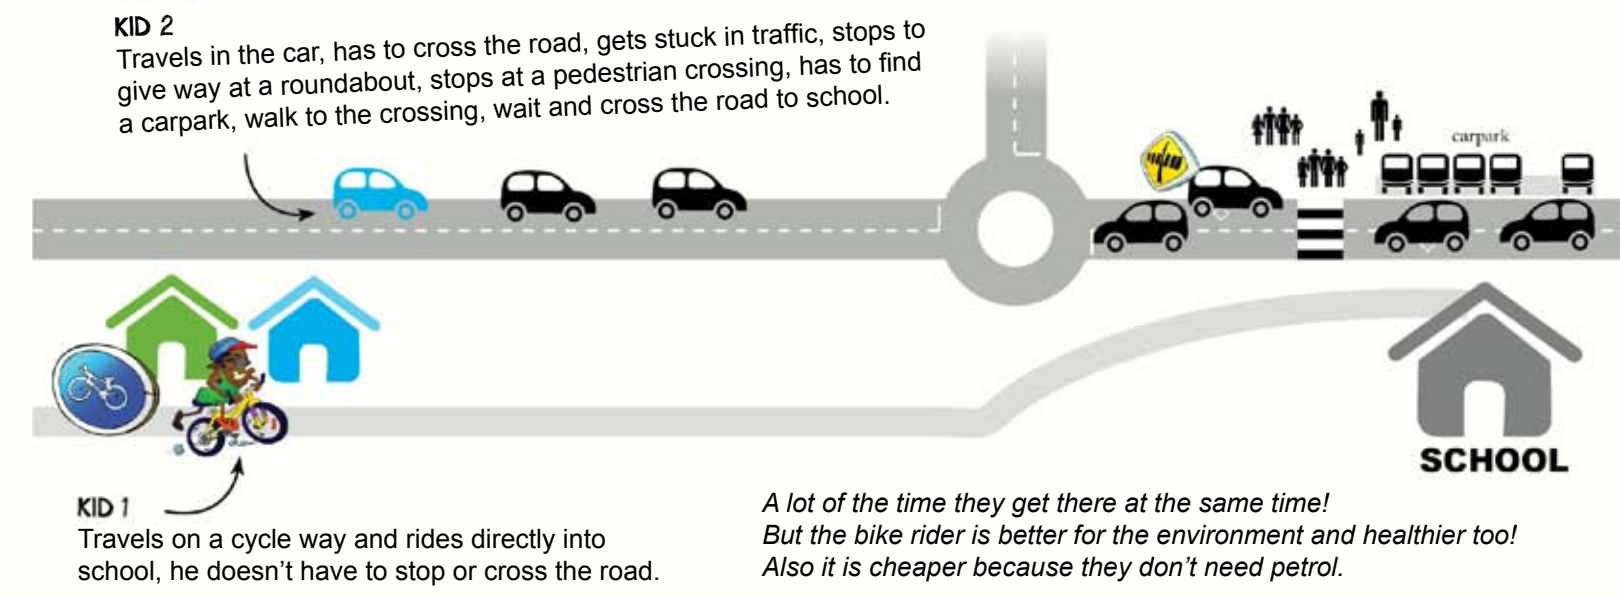 KID 2
Travels in the car, has to cross the road, gets stuck in traffic, stops to
give way at a roundabout, stops at a pedestrian crossing, has to find
a carpark, walk to the crossing, wait and cross the road to school.
carpark
SCHOOL
KID 1
Travels on a cycle way and rides directly into
school, he doesn't have to stop or cross the road.
A lot of the time they get there at the same time!
But the bike rider is better for the environment and healthier too!
Also it is cheaper because they don't need petrol.